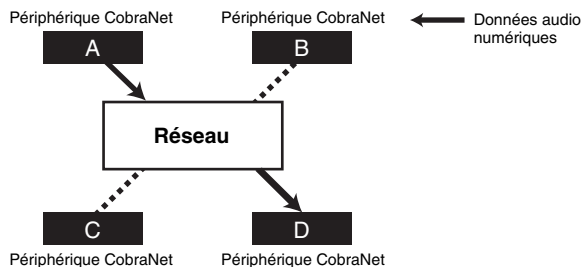 Périphérique CobraNet
Périphérique CobraNet
Données audio
numériques
A
B
Réseau
C
D
Périphérique CobraNet
Périphérique CobraNet